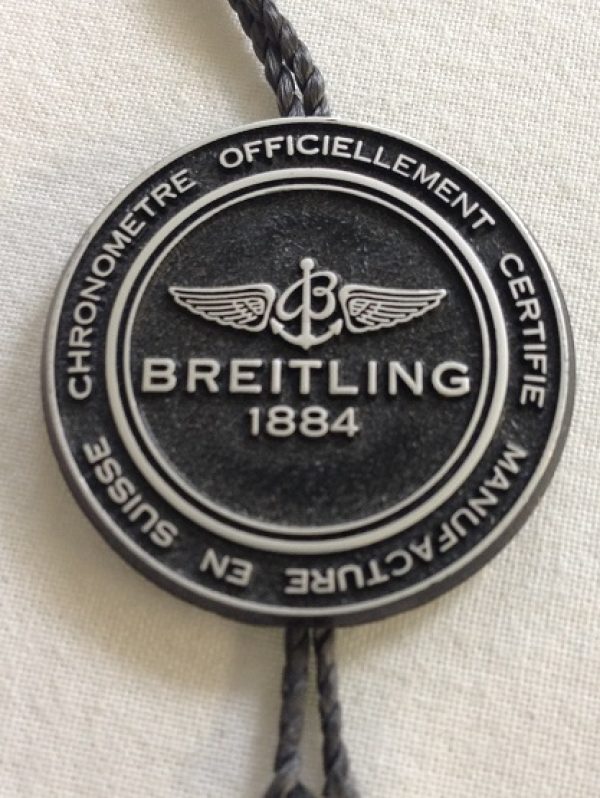 CHRONOMETRE OFFICIELLEMENT CERTIFIE MANUFACTURE EN SUISSE
B
BREITLING
1884